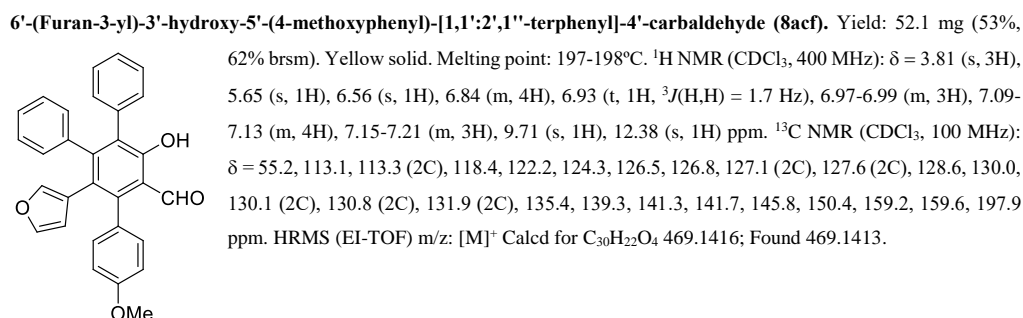 6'-(Furan-3-yl)-3'-hydroxy-5'-(4-methoxyphenyl)-[1,1':2',1''-terphenyl]-4'-carbaldehyde (8acf). Yield: 52.1 mg (53%,
62% brsm). Yellow solid. Melting point: 197-198ºC. ¹H NMR (CDCl₃, 400 MHz): δ = 3.81 (s, 3H),
5.65 (s, 1H), 6.56 (s, 1H), 6.84 (m, 4H), 6.93 (t, 1H, ³J(H,H) = 1.7 Hz), 6.97-6.99 (m, 3H), 7.09-
7.13 (m, 4H), 7.15-7.21 (m, 3H), 9.71 (s, 1H), 12.38 (s, 1H) ppm. ¹³C NMR (CDCl₃, 100 MHz):
δ = 55.2, 113.1, 113.3 (2C), 118.4, 122.2, 124.3, 126.5, 126.8, 127.1 (2C), 127.6 (2C), 128.6, 130.0,
130.1 (2C), 130.8 (2C), 131.9 (2C), 135.4, 139.3, 141.3, 141.7, 145.8, 150.4, 159.2, 159.6, 197.9
ppm. HRMS (EI-TOF) m/z: [M]⁺ Calcd for C₃₀H₂₂O₄ 469.1416; Found 469.1413.
OH
CHO
O
OMe